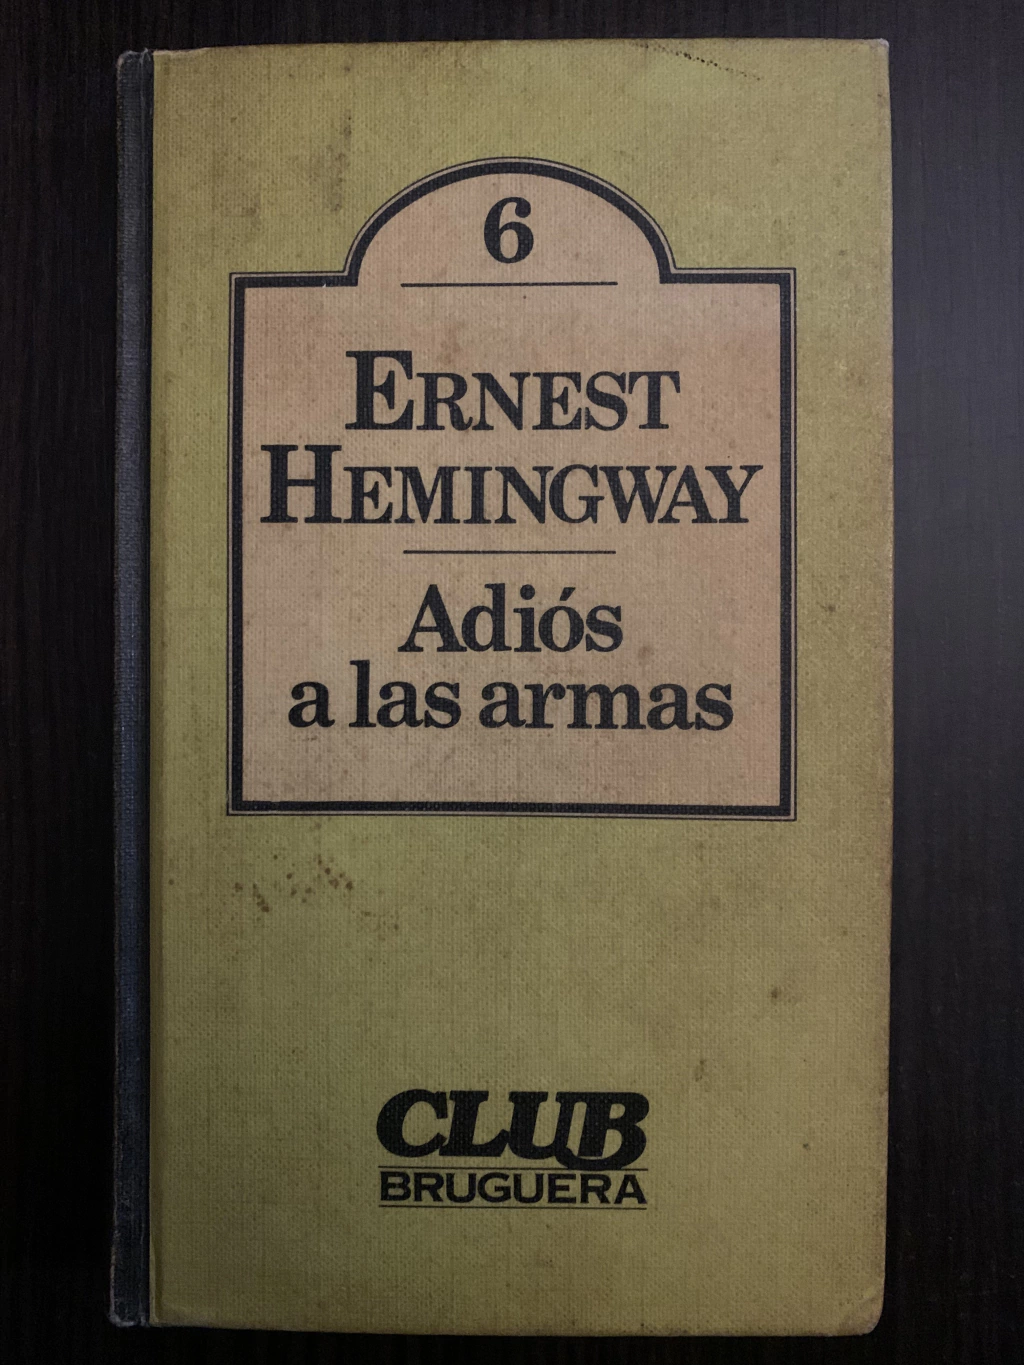 6
ERNEST
HEMINGWAY
Adiós
a las armas
CLUB
BRUGUERA